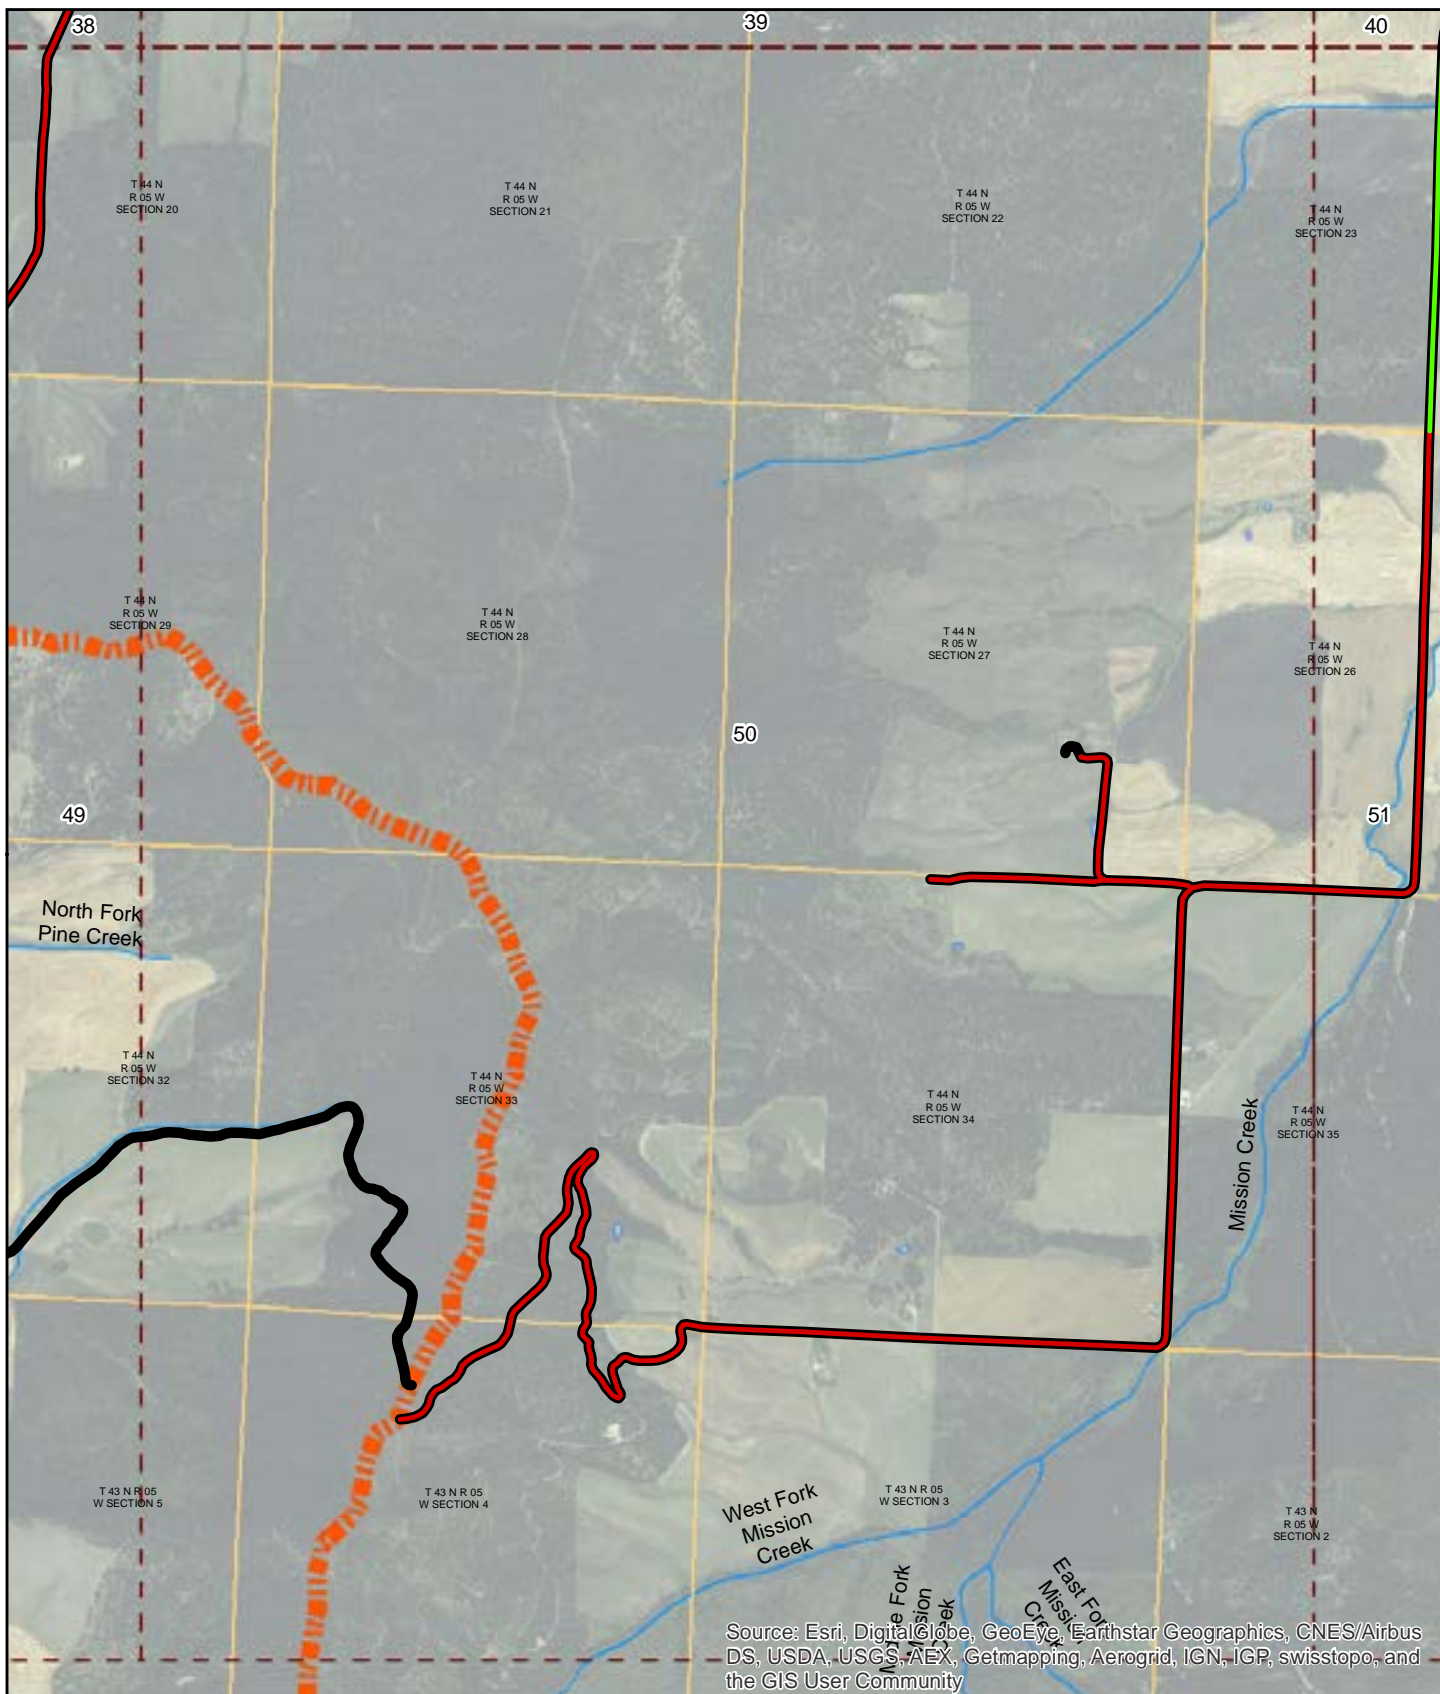 38
39
40
T 44 N
R 05 W
SECTION 20
T 44 N
R 05 W
SECTION 21
T 44 N
R 05 W
SECTION 22
T 44 N
R 05 W
SECTION 23
T 44 N
R 05 W
SECTION 29
T 44 N
R 05 W
SECTION 28
T 44 N
R 05 W
SECTION 27
T 44 N
R 05 W
SECTION 26
49
50
51
North Fork
Pine Creek
T 44 N
R 05 W
SECTION 32
T 44 N
R 05 W
SECTION 33
T 44 N
R 05 W
SECTION 34
T 44 N
R 05 W
SECTION 35
Mission Creek
T 43 N R 05
W SECTION 5
T 43 N R 05
W SECTION 4
T 43 N R 05
W SECTION 3
T 43 N
R 05 W
SECTION 2
West Fork
Mission
Creek
Fork
Mission
Creek
East Fork
Mission
Creek
Source: Esri, DigitalGlobe, GeoEye, Earthstar Geographics, CNES/Airbus
DS, USDA, USGS, AEX, Getmapping, Aerogrid, IGN, IGP, swisstopo, and
the GIS User Community